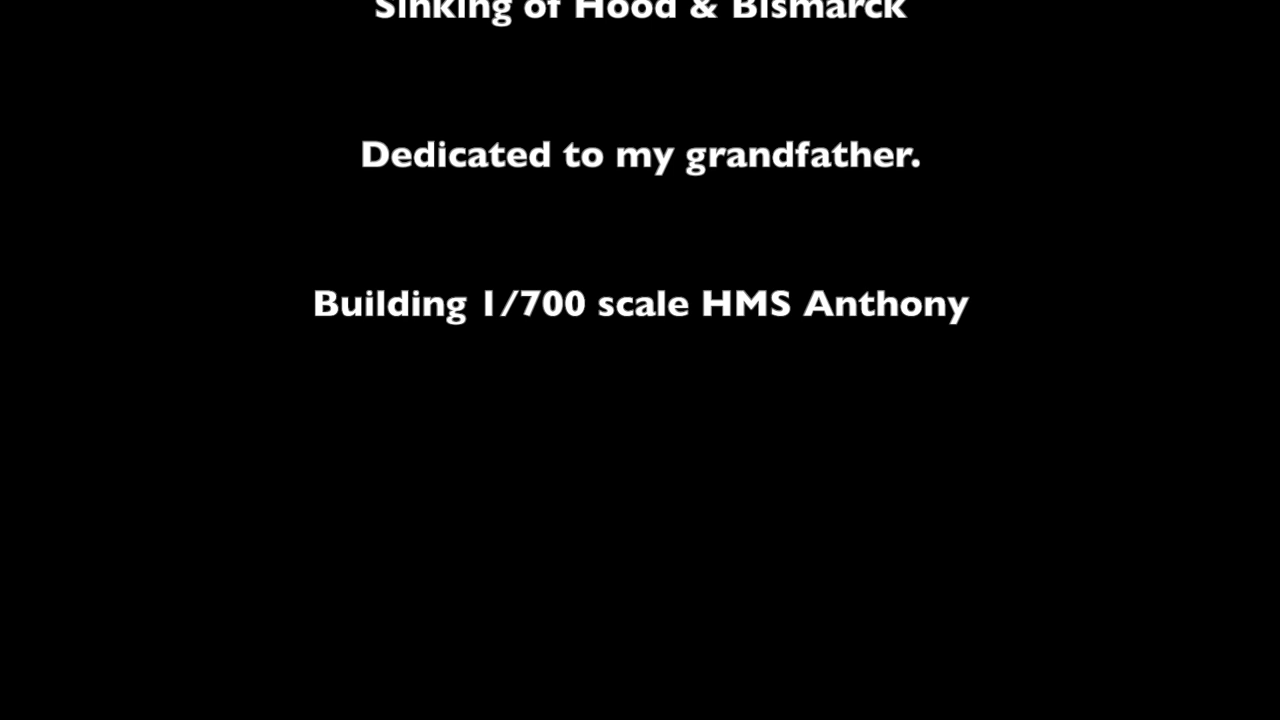 Sinking of Hood & Bismarck
Dedicated to my grandfather.
Building 1/700 scale HMS Anthony